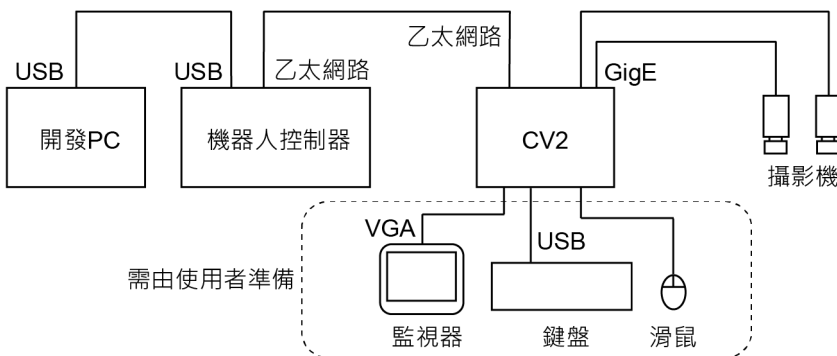 乙太網路
USB
USB
乙太網路
GigE
開發PC
機器人控制器
CV2
攝影機
VGA
USB
需由使用者準備
監視器
鍵盤
滑鼠